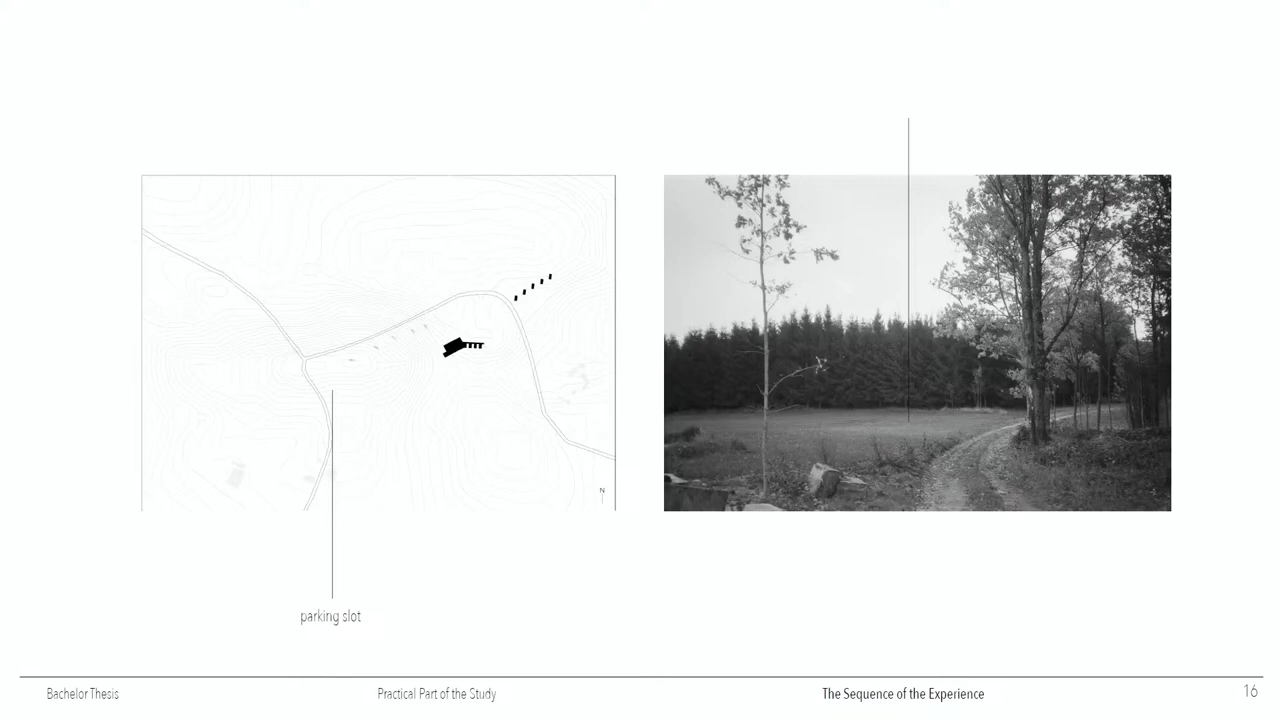 N
parking slot
Bachelor Thesis
Practical Part of the Study
The Sequence of the Experience
16